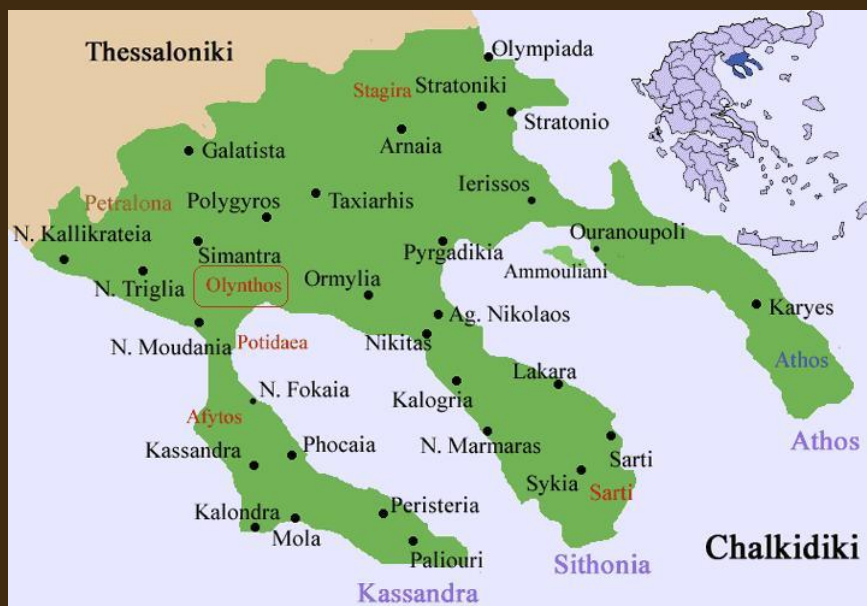 Thessaloniki
Olympiada
Stagira
Stratoniki
Stratonio
Arnaia
Galatista
Ierissos
Petralona
Polygyros
Taxiarhis
N. Kallikrateia
Simantra
Pyrgadikia
Ouranoupoli
Ammouliani
N. Triglia
Olynthos
Ormylia
Karyes
Ag. Nikolaos
N. Moudania
Potidaea
Nikitas
Athos
Lakara
N. Fokaia
Kalogria
Afytos
Athos
Kassandra
Phocaia
N. Marmaras
Sarti
Sykia
Sarti
Kalondra
Peristeria
Mola
Paliouri
Chalkidiki
Sithonia
Kassandra